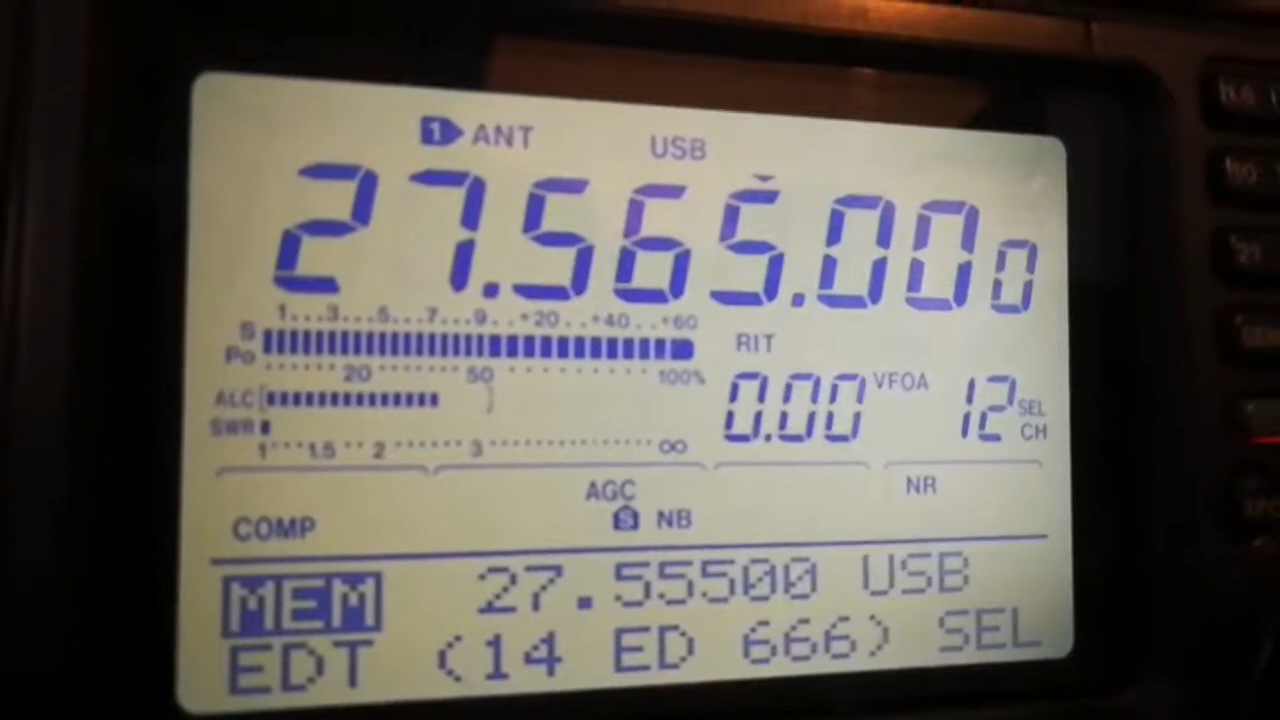 1 ANT USB
27.565.000
1...3...5...7...9..+20..+40..+60
S
Po
20 50 100%
RIT
0.00 VFOA 12 SEL CH
ALC
SWR
1 1.5 2 3 ∞
AGC NR
COMP S NB
MEM 27.55500 USB
EDT (14 ED 666) SEL